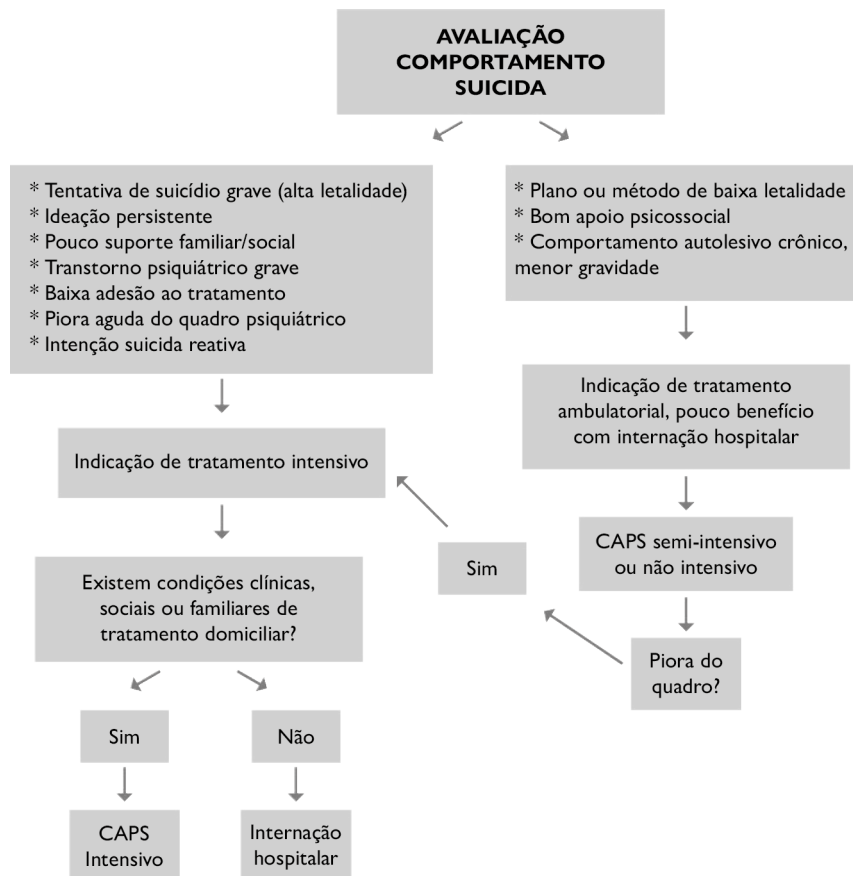 AVALIAÇÃO
COMPORTAMENTO
SUICIDA
* Tentativa de suicídio grave (alta letalidade)
* Ideação persistente
* Pouco suporte familiar/social
* Transtorno psiquiátrico grave
* Baixa adesão ao tratamento
* Piora aguda do quadro psiquiátrico
* Intenção suicida reativa
Indicação de tratamento intensivo
Existem condições clínicas,
sociais ou familiares de
tratamento domiciliar?
Sim
CAPS
Intensivo
Não
Internação
hospitalar
* Plano ou método de baixa letalidade
* Bom apoio psicossocial
* Comportamento autolesivo crônico,
menor gravidade
Indicação de tratamento
ambulatorial, pouco benefício
com internação hospitalar
CAPS semi-intensivo
ou não intensivo
Piora do
quadro?
Sim